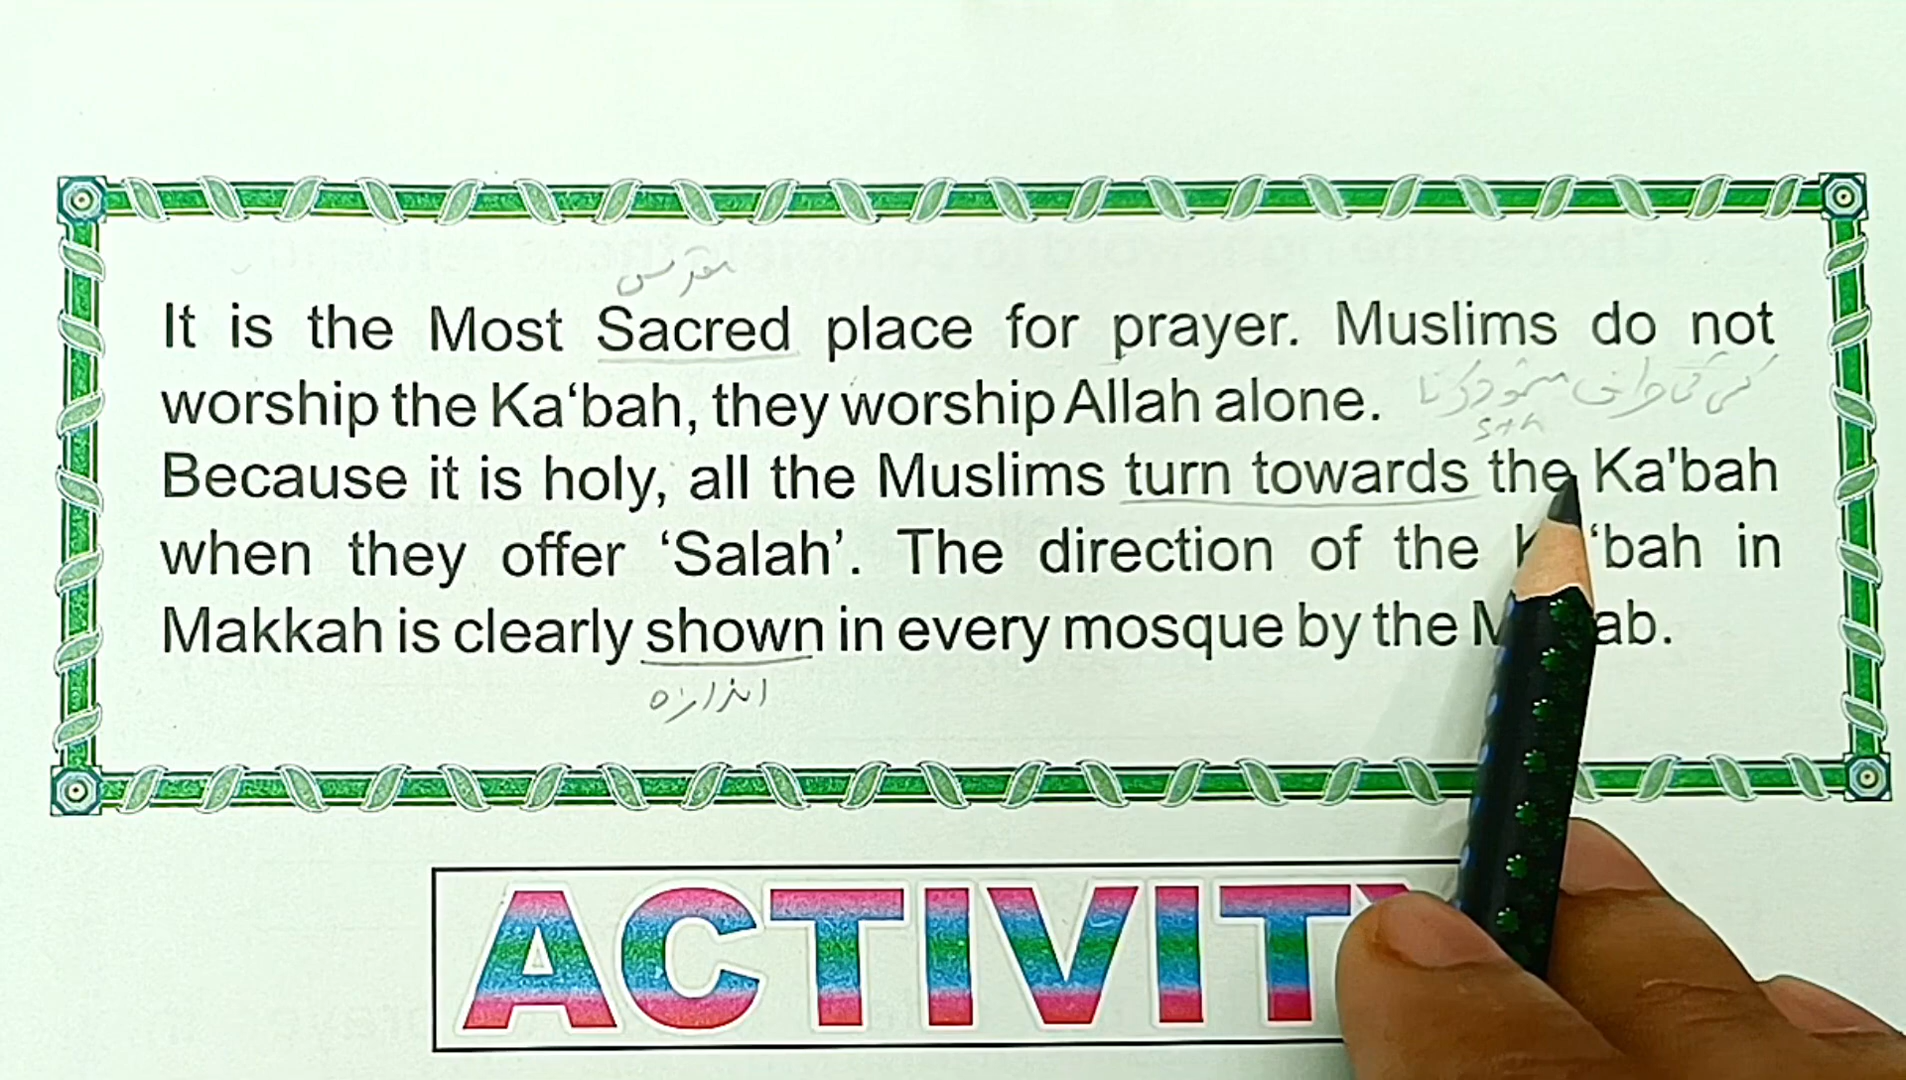 مقدس
It is the Most Sacred place for prayer. Muslims do not
worship the Ka‘bah, they worship Allah alone.
Because it is holy, all the Muslims turn towards the Ka'bah
when they offer ‘Salah’. The direction of the ‘bah in
Makkah is clearly shown in every mosque by the
اندازہ
ACTIVIT